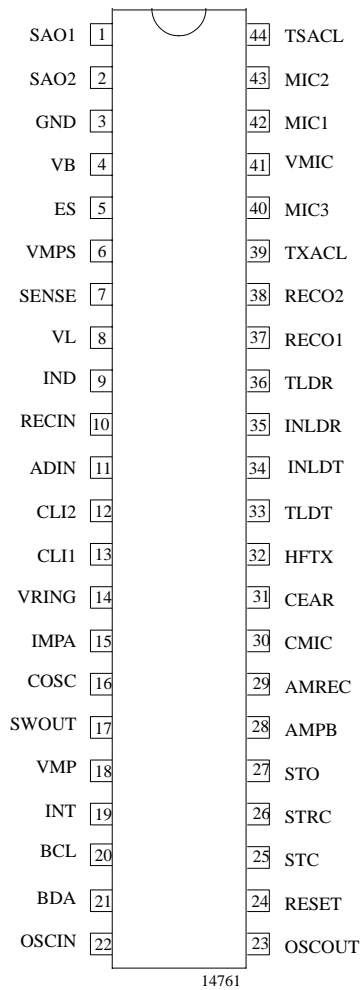 SAO1 1 44 TSACL
SAO2 2 43 MIC2
GND 3 42 MIC1
VB 4 41 VMIC
ES 5 40 MIC3
VMPS 6 39 TXACL
SENSE 7 38 RECO2
VL 8 37 RECO1
IND 9 36 TLDR
RECIN 10 35 INLDR
ADIN 11 34 INLDT
CLI2 12 33 TLDT
CLI1 13 32 HFTX
VRING 14 31 CEAR
IMPA 15 30 CMIC
COSC 16 29 AMREC
SWOUT 17 28 AMPB
VMP 18 27 STO
INT 19 26 STRC
BCL 20 25 STC
BDA 21 24 RESET
OSCIN 22 23 OSCOUT
14761